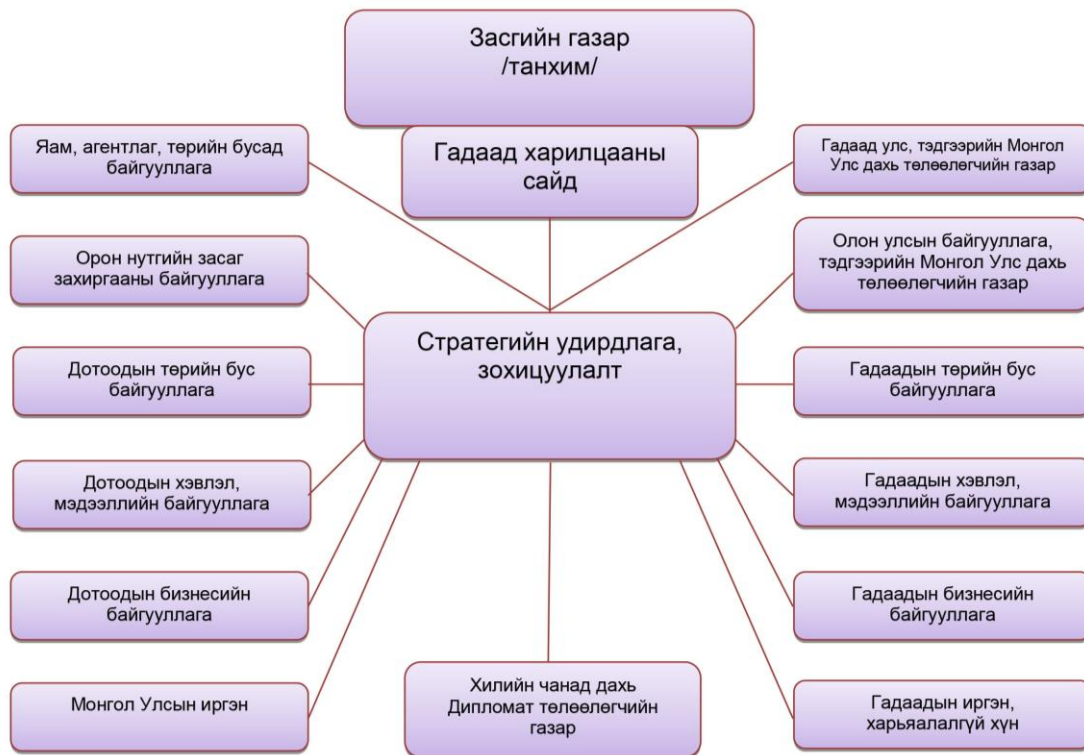 Засгийн газар
/танхим/
Гадаад харилцааны
сайд
Яам, агентлаг, төрийн бусад
байгууллага
Гадаад улс, тэдгээрийн Монгол
Улс дахь төлөөлөгчийн газар
Орон нутгийн засаг
захиргааны байгууллага
Олон улсын байгууллага,
тэдгээрийн Монгол Улс дахь
төлөөлөгчийн газар
Стратегийн удирдлага,
зохицуулалт
Дотоодын төрийн бус
байгууллага
Гадаадын төрийн бус
байгууллага
Дотоодын хэвлэл,
мэдээллийн байгууллага
Гадаадын хэвлэл,
мэдээллийн байгууллага
Дотоодын бизнесийн
байгууллага
Гадаадын бизнесийн
байгууллага
Монгол Улсын иргэн
Хилийн чанад дахь
Дипломат төлөөлөгчийн
газар
Гадаадын иргэн,
харьяалалгүй хүн